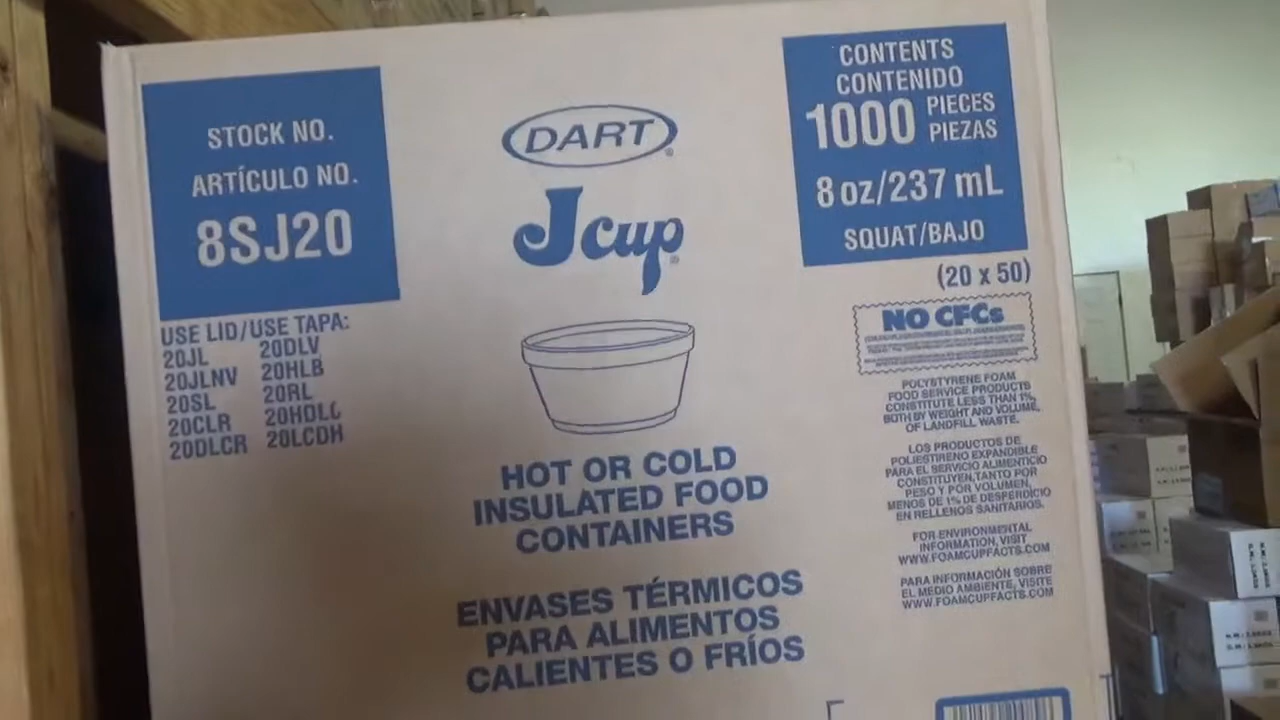 STOCK NO.
ARTÍCULO NO.
8SJ20
USE LID/USE TAPA:
20JL 20DLV
20JLNV 20HLB
20SL 20RL
20CLR 20HDLC
20DLCR 20LCDH
DART®
J cup®
HOT OR COLD
INSULATED FOOD
CONTAINERS
ENVASES TÉRMICOS
PARA ALIMENTOS
CALIENTES O FRÍOS
CONTENTS
CONTENIDO
1000 PIECES
PIEZAS
8 oz/237 mL
SQUAT/BAJO
(20 x 50)
NO CFCs
POLYSTYRENE FOAM
FOOD SERVICE PRODUCTS
CONSTITUTE LESS THAN 1%,
BOTH BY WEIGHT AND VOLUME,
OF LANDFILL WASTE.
LOS PRODUCTOS DE
POLIESTIRENO EXPANDIBLE
PARA EL SERVICIO ALIMENTICIO
CONSTITUYEN, TANTO POR
PESO Y POR VOLUMEN,
MENOS DE 1% DE DESPERDICIO
EN RELLENOS SANITARIOS.
FOR ENVIRONMENTAL
INFORMATION, VISIT
WWW.FOAMCUPFACTS.COM
PARA INFORMACIÓN SOBRE
EL MEDIO AMBIENTE, VISITE
WWW.FOAMCUPFACTS.COM